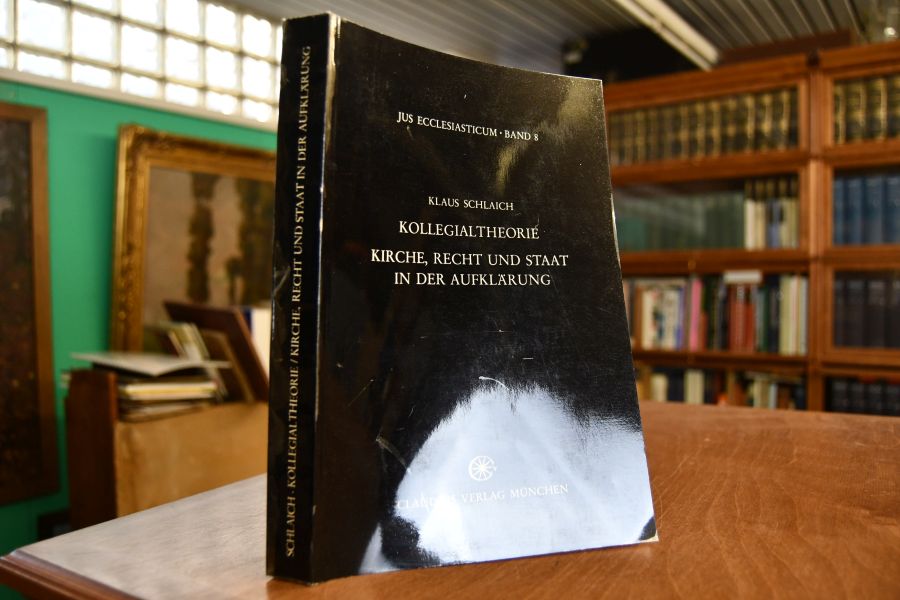 JUS ECCLESIASTICUM · BAND 8
KLAUS SCHLAICH
KOLLEGIALTHEORIE
KIRCHE, RECHT UND STAAT
IN DER AUFKLÄRUNG
CLAUDIUS VERLAG MÜNCHEN
SCHLAICH · KOLLEGIALTHEORIE / KIRCHE, RECHT UND STAAT IN DER AUFKLÄRUNG